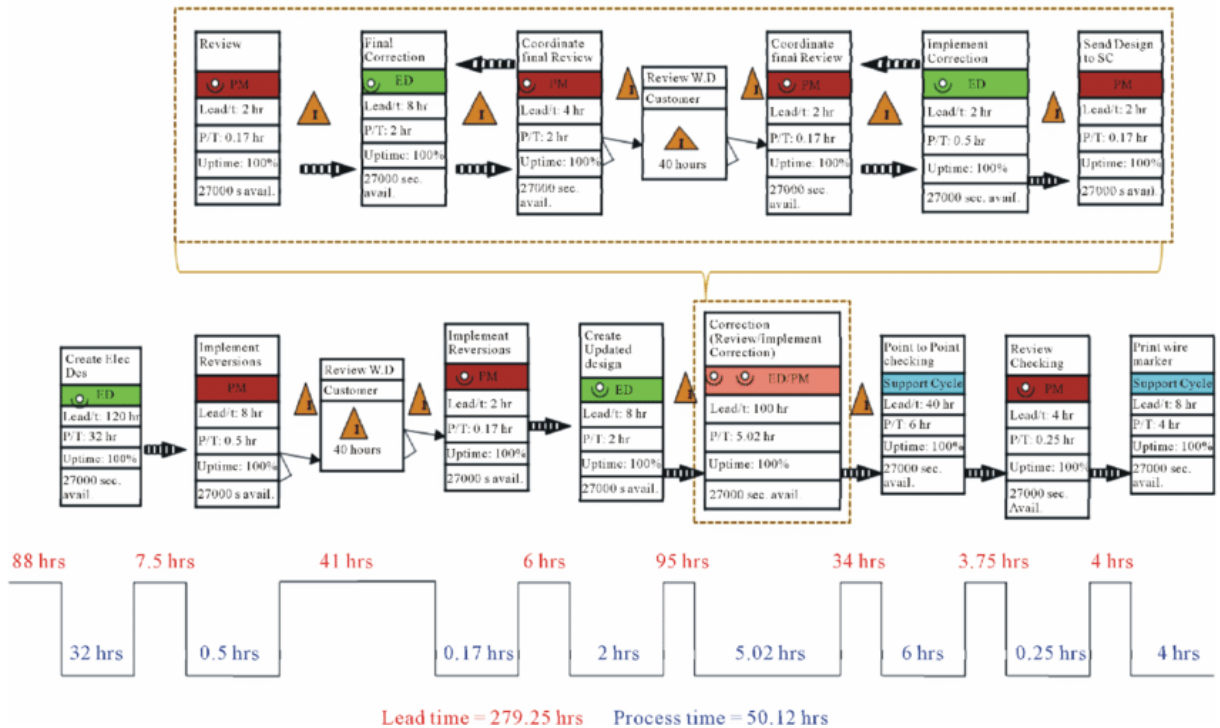 Review
PM
Lead/t: 2 hr
P/T: 0.17 hr
Uptime: 100%
27000 s avail.
I
Final
Correction
ED
Lead/t: 8 hr
P/T: 2 hr
Uptime: 100%
27000 sec.
avail.
I
Coordinate
final Review
PM
Lead/t: 4 hr
P/T: 2 hr
Uptime: 100%
27000 sec.
avail.
I
Review W.D
Customer
I
40 hours
I
Coordinate
final Review
PM
Lead/t: 2 hr
P/T: 0.17 hr
Uptime: 100%
27000 sec.
avail.
I
Implement
Correction
ED
Lead/t: 2 hr
P/T: 0.5 hr
Uptime: 100%
27000 sec. avail.
I
Send Design
to SC
PM
Lead/t: 2 hr
P/T: 0.17 hr
Uptime: 100%
27000 s avail.
Create Elec
Des
ED
Lead/t: 120 hr
P/T: 32 hr
Uptime: 100%
27000 sec.
avail.
Implement
Reversions
PM
Lead/t: 8 hr
P/T: 0.5 hr
Uptime: 100%
27000 s avail.
I
Review W.D
Customer
I
40 hours
I
Implement
Reversions
PM
Lead/t: 2 hr
P/T: 0.17 hr
Uptime: 100%
27000 s avail.
Create
Updated
design
ED
Lead/t: 8 hr
P/T: 2 hr
Uptime: 100%
27000 s avail.
I
Correction
(Review/Implement
Correction)
ED/PM
Lead/t: 100 hr
P/T: 5.02 hr
Uptime: 100%
27000 sec. avail.
I
Point to Point
checking
Support Cycle
Lead/t: 40 hr
P/T: 6 hr
Uptime: 100%
27000 sec.
avail.
Review
Checking
PM
Lead/t: 4 hr
P/T: 0.25 hr
Uptime: 100%
27000 sec.
Avail.
Print wire
marker
Support Cycle
Lead/t: 8 hr
P/T: 4 hr
Uptime: 100%
27000 sec.
avail.
88 hrs 7.5 hrs 41 hrs 6 hrs 95 hrs 34 hrs 3.75 hrs 4 hrs
32 hrs 0.5 hrs 0.17 hrs 2 hrs 5.02 hrs 6 hrs 0.25 hrs 4 hrs
Lead time = 279.25 hrs Process time = 50.12 hrs